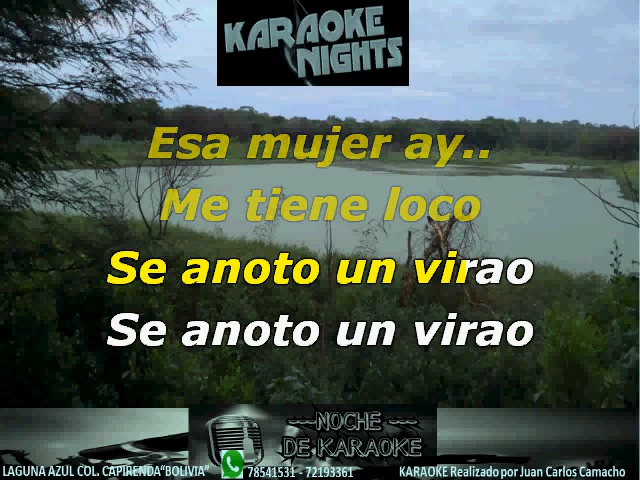 KARAOKE
NIGHTS
Esa mujer ay..
Me tiene loco
Se anoto un virao
Se anoto un virao
---NOCHE---
DE KARAOKE
LAGUNA AZUL COL. CAPIRENDA"BOLIVIA" 78541531 - 72193361 KARAOKE Realizado por Juan Carlos Camacho